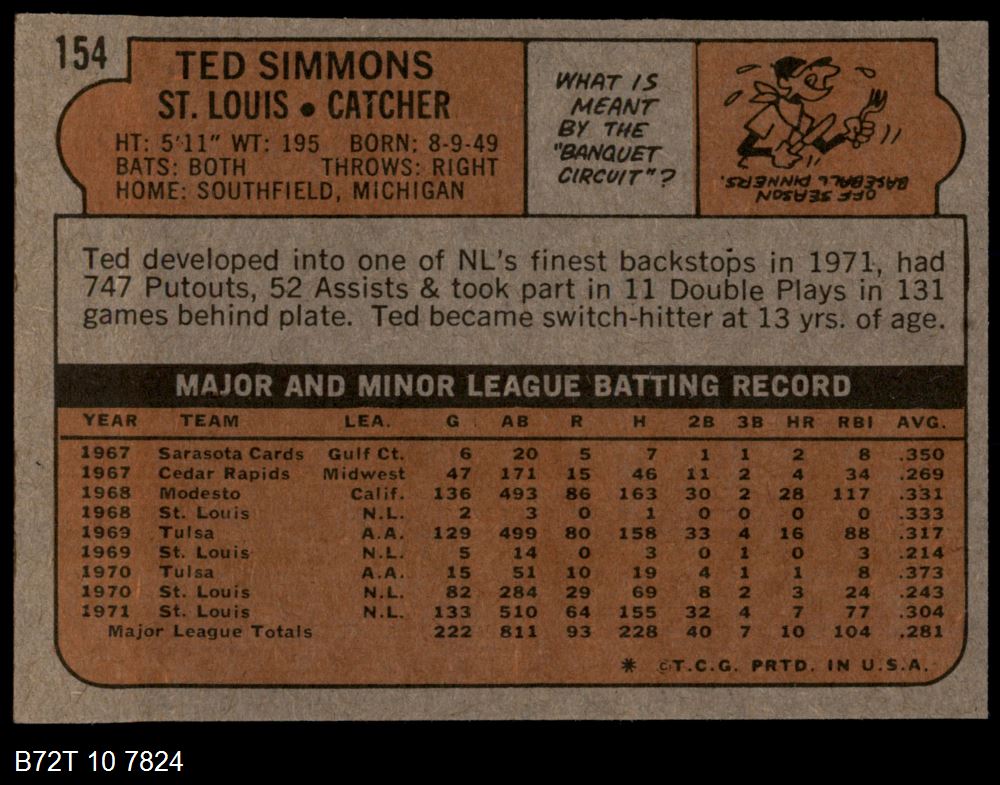 154
TED SIMMONS
ST. LOUIS • CATCHER
HT: 5'11" WT: 195 BORN: 8-9-49
BATS: BOTH THROWS: RIGHT
HOME: SOUTHFIELD, MICHIGAN
WHAT IS
MEANT
BY THE
"BANQUET
CIRCUIT"?
OFF SEASON
BASEBALL DINNERS.
Ted developed into one of NL's finest backstops in 1971, had
747 Putouts, 52 Assists & took part in 11 Double Plays in 131
games behind plate. Ted became switch-hitter at 13 yrs. of age.
MAJOR AND MINOR LEAGUE BATTING RECORD
YEAR TEAM LEA. G AB R H 2B 3B HR RBI AVG.
1967 Sarasota Cards Gulf Ct. 6 20 5 7 1 1 2 8 .350
1967 Cedar Rapids Midwest 47 171 15 46 11 2 4 34 .269
1968 Modesto Calif. 136 493 86 163 30 2 28 117 .331
1968 St. Louis N.L. 2 3 0 1 0 0 0 0 .333
1969 Tulsa A.A. 129 499 80 158 33 4 16 88 .317
1969 St. Louis N.L. 5 14 0 3 0 1 0 3 .214
1970 Tulsa A.A. 15 51 10 19 4 1 1 8 .373
1970 St. Louis N.L. 82 284 29 69 8 2 3 24 .243
1971 St. Louis N.L. 133 510 64 155 32 4 7 77 .304
Major League Totals 222 811 93 228 40 7 10 104 .281
* ©T.C.G. PRTD. IN U.S.A.
B72T 10 7824